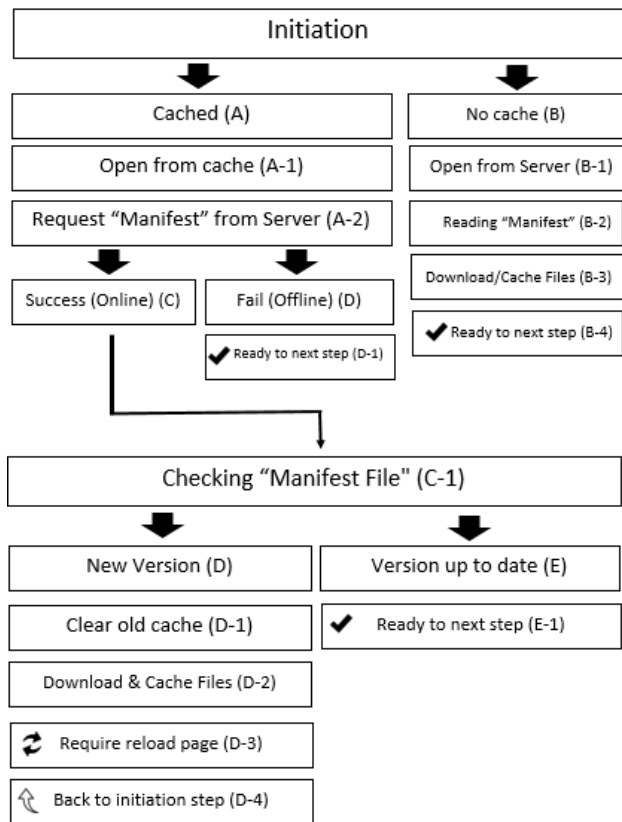 Initiation
Cached (A)
No cache (B)
Open from cache (A-1)
Open from Server (B-1)
Request “Manifest” from Server (A-2)
Reading “Manifest” (B-2)
Download/Cache Files (B-3)
Success (Online) (C)
Fail (Offline) (D)
Ready to next step (B-4)
Ready to next step (D-1)
Checking “Manifest File" (C-1)
New Version (D)
Version up to date (E)
Clear old cache (D-1)
Ready to next step (E-1)
Download & Cache Files (D-2)
Require reload page (D-3)
Back to initiation step (D-4)